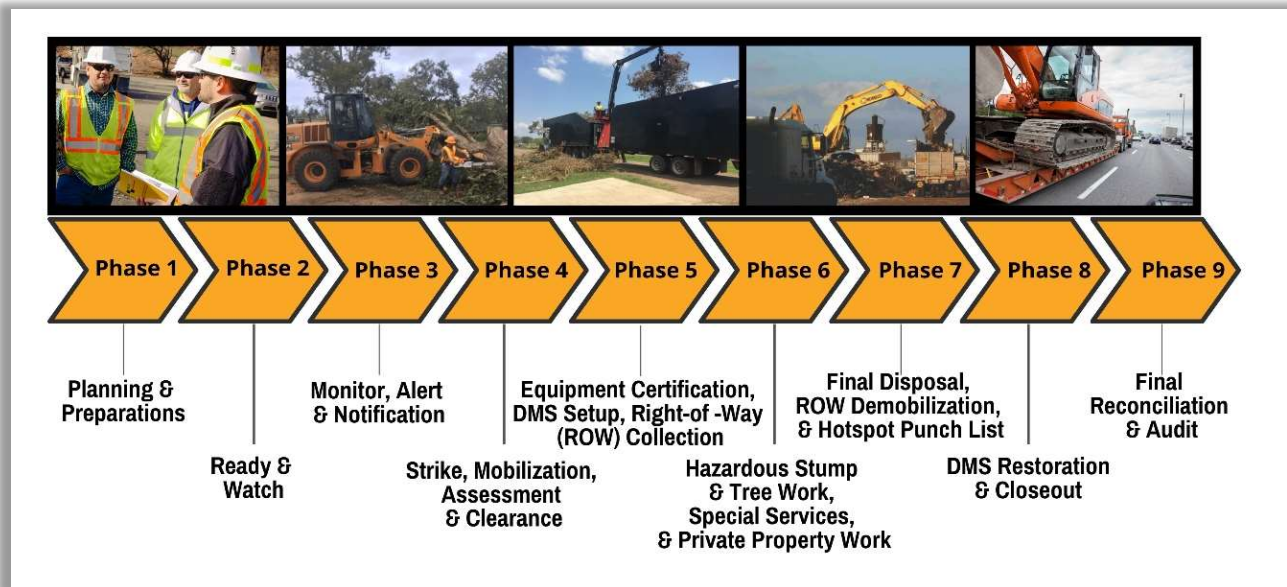 Phase 1
Phase 2
Phase 3
Phase 4
Phase 5
Phase 6
Phase 7
Phase 8
Phase 9
Planning &
Preparations
Ready &
Watch
Monitor, Alert
& Notification
Strike, Mobilization,
Assessment
& Clearance
Equipment Certification,
DMS Setup, Right-of -Way
(ROW) Collection
Hazardous Stump
& Tree Work,
Special Services,
& Private Property Work
Final Disposal,
ROW Demobilization,
& Hotspot Punch List
DMS Restoration
& Closeout
Final
Reconciliation
& Audit